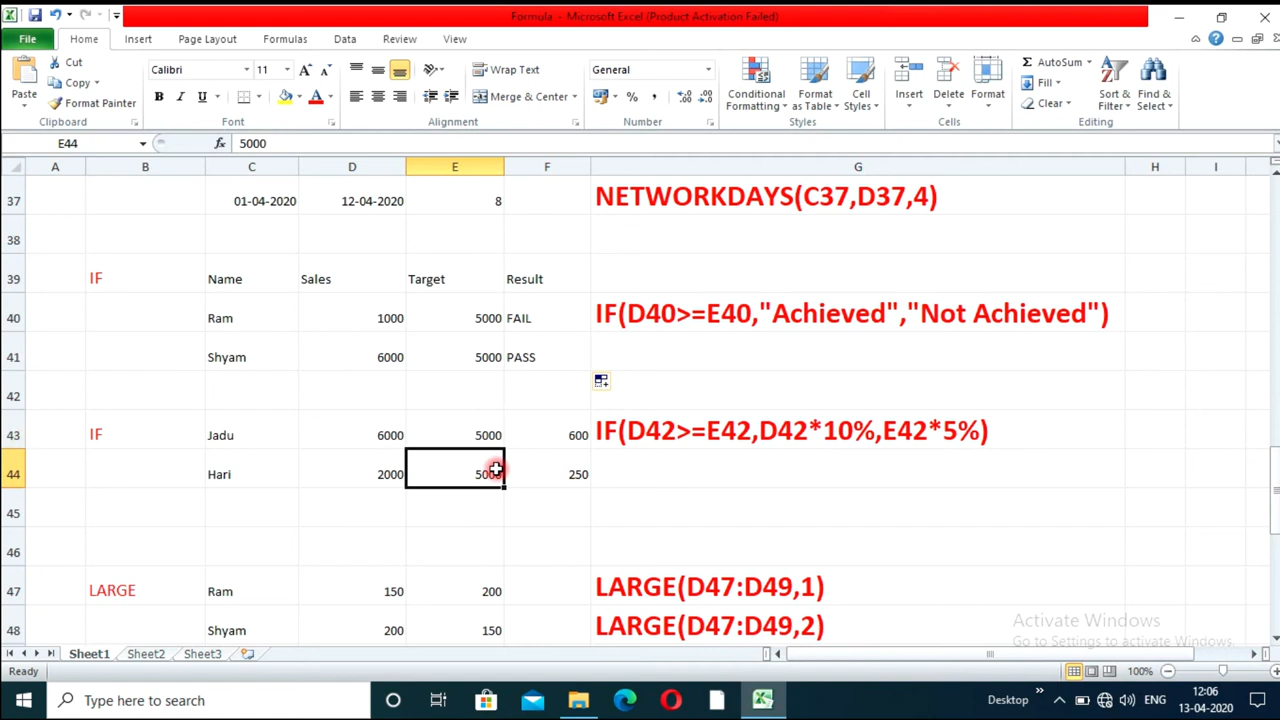 Formula - Microsoft Excel (Product Activation Failed)
File Home Insert Page Layout Formulas Data Review View
Paste
Cut
Copy
Format Painter
Clipboard
Calibri 11
B I U
Font
Wrap Text
Merge & Center
Alignment
General
%
Number
Conditional Formatting
Format as Table
Cell Styles
Styles
Insert Delete Format
Cells
AutoSum
Fill
Clear
Sort & Filter
Find & Select
Editing
E44 fx 5000
A B C D E F G H I
37 01-04-2020 12-04-2020 8 NETWORKDAYS(C37,D37,4)
38
39 IF Name Sales Target Result
40 Ram 1000 5000 FAIL IF(D40>=E40,"Achieved","Not Achieved")
41 Shyam 6000 5000 PASS
42
43 IF Jadu 6000 5000 600 IF(D42>=E42,D42*10%,E42*5%)
44 Hari 2000 5000 250
45
46
47 LARGE Ram 150 200 LARGE(D47:D49,1)
48 Shyam 200 150 LARGE(D47:D49,2)
Activate Windows
Go to Settings to activate Windows.
Sheet1 Sheet2 Sheet3
Ready 100%
Type here to search
Desktop
ENG
12:06
13-04-2020